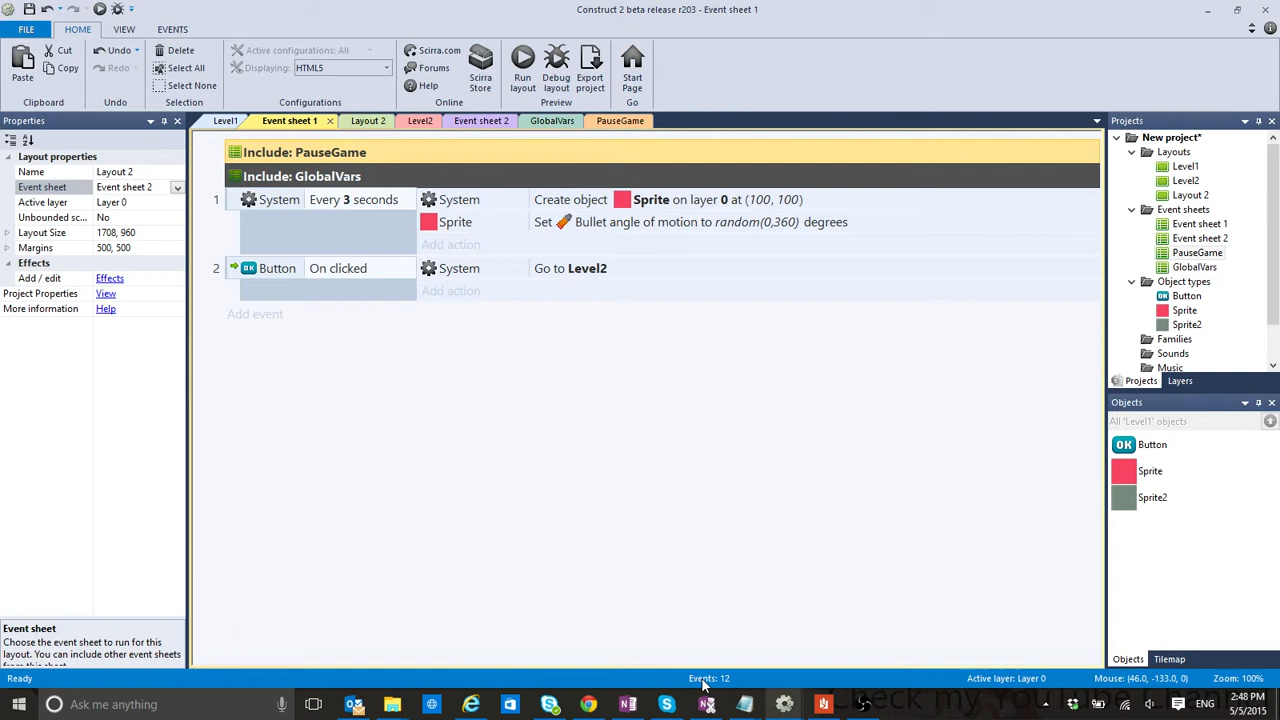 Construct 2 beta release r203 - Event sheet 1
FILE HOME VIEW EVENTS
Paste Cut Copy Clipboard
Undo Redo Undo
Delete Select All Select None Selection
Active configurations: All
Displaying: HTML5
Configurations
Scirra.com Forums Help Scirra Store Online
Run layout Debug layout Export project Preview
Start Page Go
Properties
Level1 Event sheet 1 Layout 2 Level2 Event sheet 2 GlobalVars PauseGame
Layout properties
Name Layout 2
Event sheet Event sheet 2
Active layer Layer 0
Unbounded sc... No
Layout Size 1708, 960
Margins 500, 500
Effects
Add / edit Effects
Project Properties View
More information Help
Event sheet
Choose the event sheet to run for this
layout. You can include other event sheets
Include: PauseGame
Include: GlobalVars
1 System Every 3 seconds System Create object Sprite on layer 0 at (100, 100)
Sprite Set Bullet angle of motion to random(0,360) degrees
Add action
2 OK Button On clicked System Go to Level2
Add action
Add event
Projects
New project*
Layouts
Level1
Level2
Layout 2
Event sheets
Event sheet 1
Event sheet 2
PauseGame
GlobalVars
Object types
Button
Sprite
Sprite2
Families
Sounds
Music
Projects Layers
Objects
All 'Level1' objects
OK Button
Sprite
Sprite2
Objects Tilemap
Ready Events: 12 Active layer: Layer 0 Mouse: (46.0, -133.0, 0) Zoom: 100%
Ask me anything
ENG
2:48 PM
5/5/2015